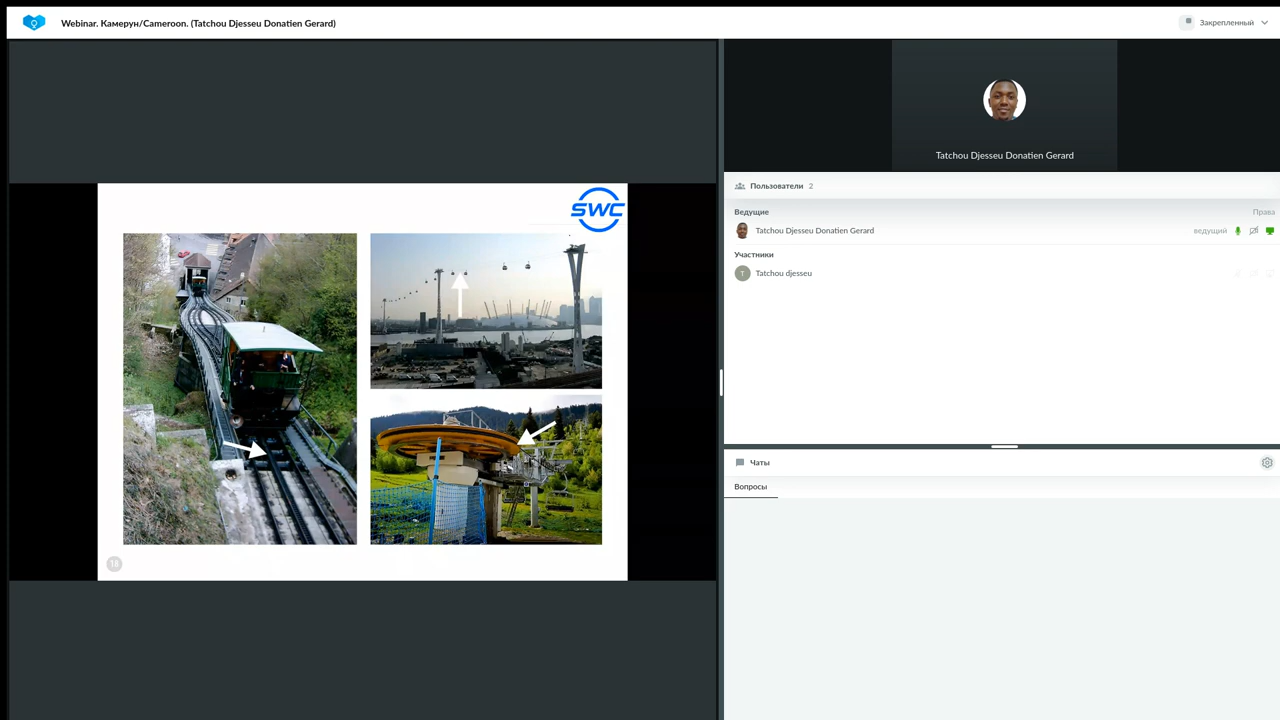 Webinar. Камерун/Cameroon. (Tatchou Djesseu Donatien Gerard)
Закрепленный
SWC
18
Tatchou Djesseu Donatien Gerard
Пользователи 2
Ведущие Права
Tatchou Djesseu Donatien Gerard ведущий
Участники
T Tatchou djesseu
Чаты
Вопросы